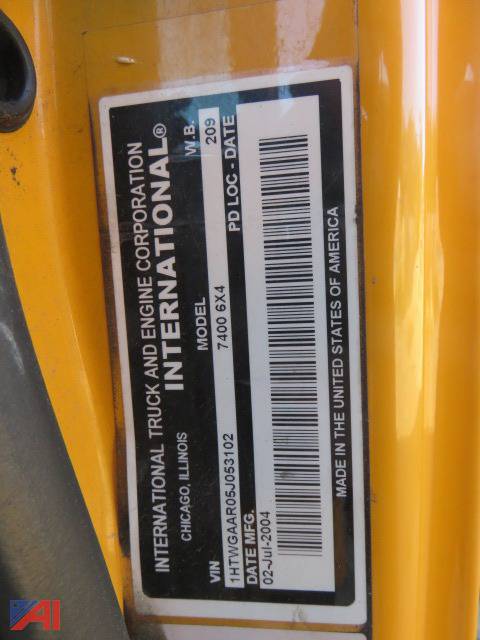 INTERNATIONAL TRUCK AND ENGINE CORPORATION
CHICAGO, ILLINOIS INTERNATIONAL®
MODEL W.B.
7400 6X4 209
VIN PD LOC - DATE
1HTWGAAR05J053102
DATE MFG.
02-Jul-2004
MADE IN THE UNITED STATES OF AMERICA
AI